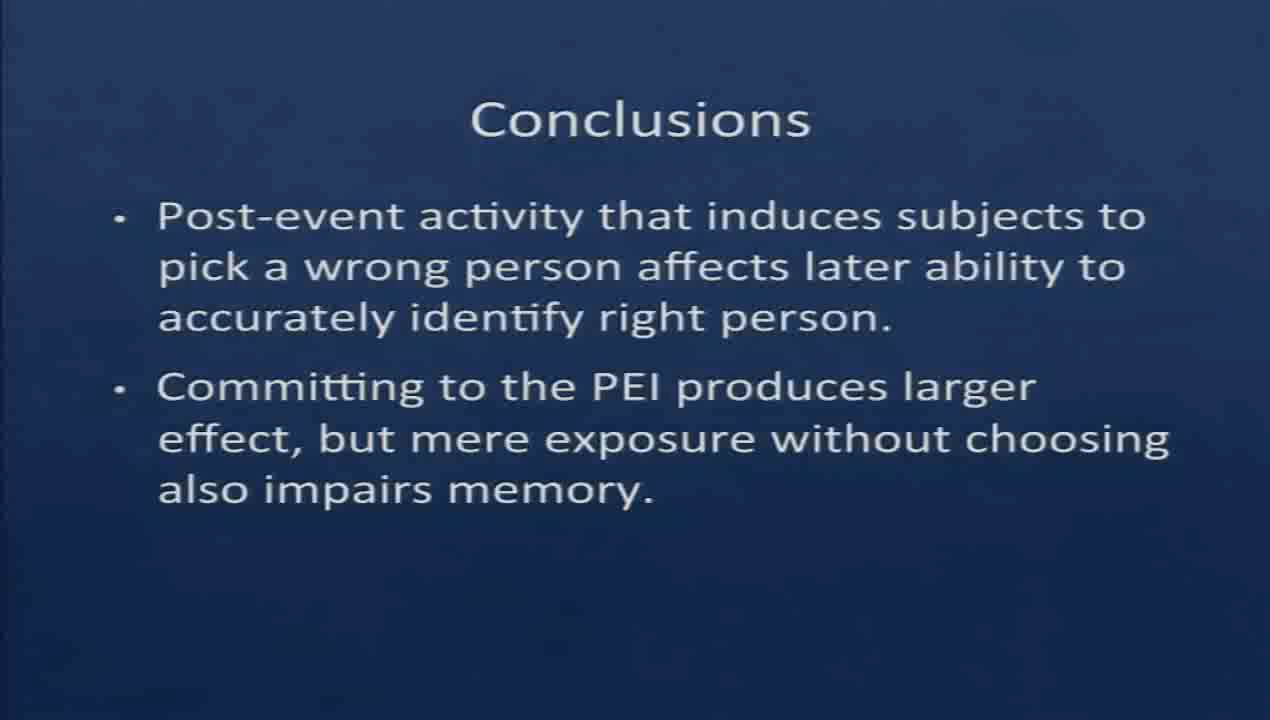 Conclusions
• Post-event activity that induces subjects to
pick a wrong person affects later ability to
accurately identify right person.
• Committing to the PEI produces larger
effect, but mere exposure without choosing
also impairs memory.